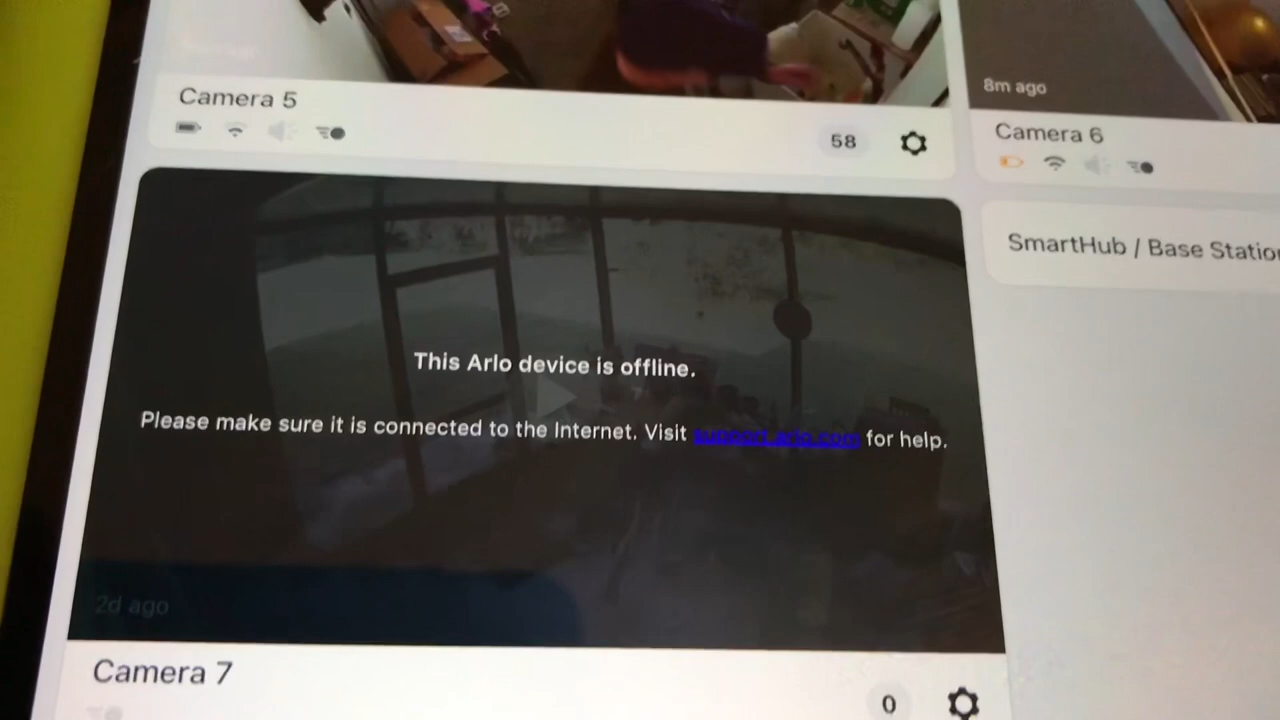 Camera 5
58
8m ago
Camera 6
SmartHub / Base
This Arlo device is offline.
Please make sure it is connected to the Internet. Visit support.arlo.com for help.
2d ago
Camera 7
0